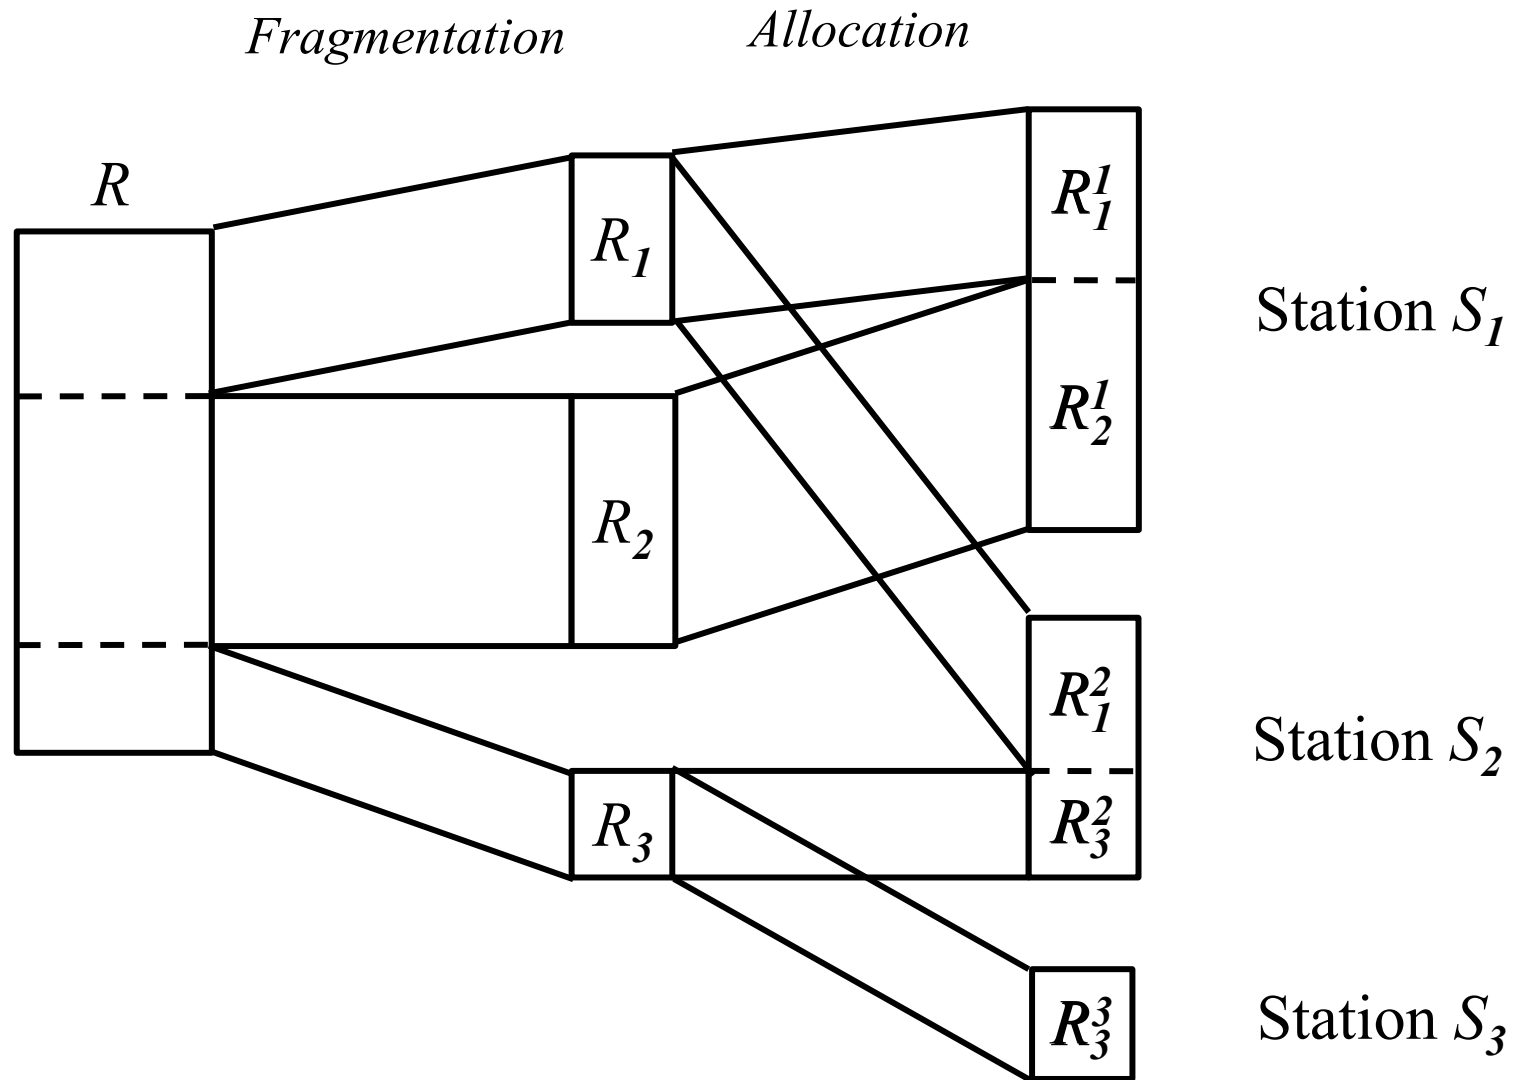 Fragmentation
Allocation
R
R₁
R₂
R₃
R₁¹
R₂¹
Station S₁
R₁²
R₃²
Station S₂
R₃³
Station S₃